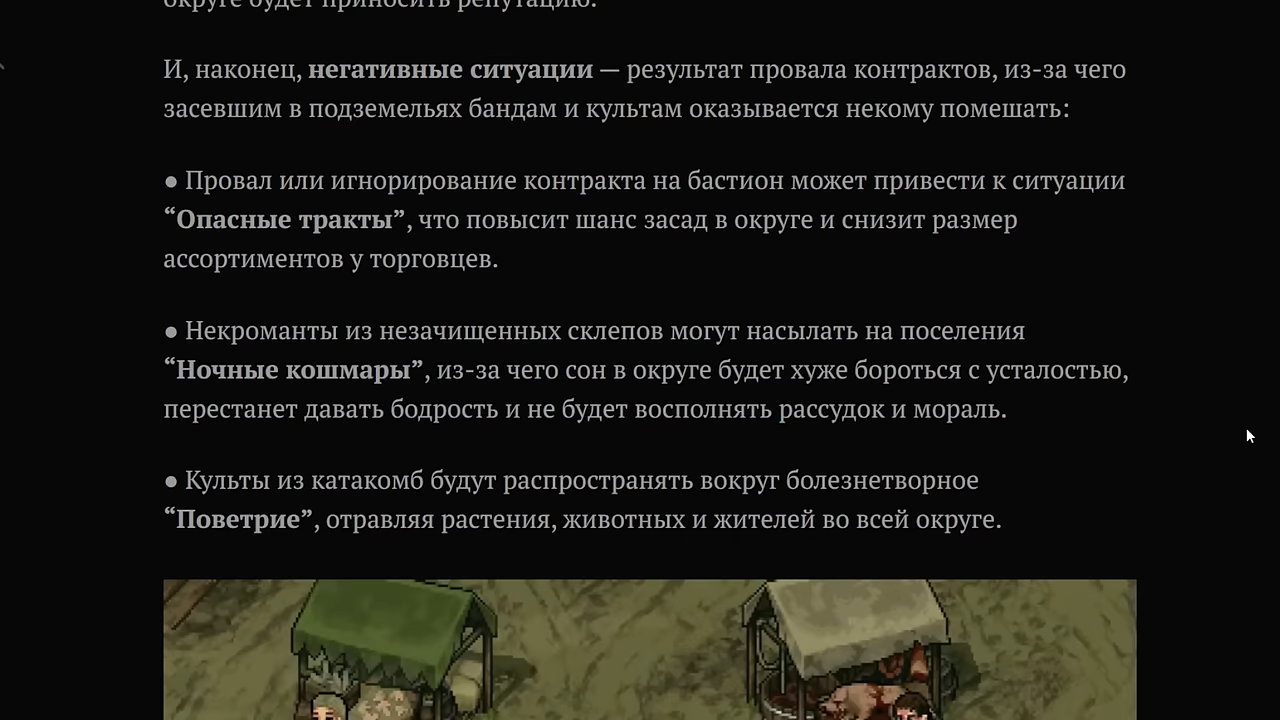 округе будет приносить репутацию.
И, наконец, негативные ситуации — результат провала контрактов, из-за чего
засевшим в подземельях бандам и культам оказывается некому помешать:
● Провал или игнорирование контракта на бастион может привести к ситуации
“Опасные тракты”, что повысит шанс засад в округе и снизит размер
ассортиментов у торговцев.
● Некроманты из незачищенных склепов могут насылать на поселения
“Ночные кошмары”, из-за чего сон в округе будет хуже бороться с усталостью,
перестанет давать бодрость и не будет восполнять рассудок и мораль.
● Культы из катакомб будут распространять вокруг болезнетворное
“Поветрие”, отравляя растения, животных и жителей во всей округе.